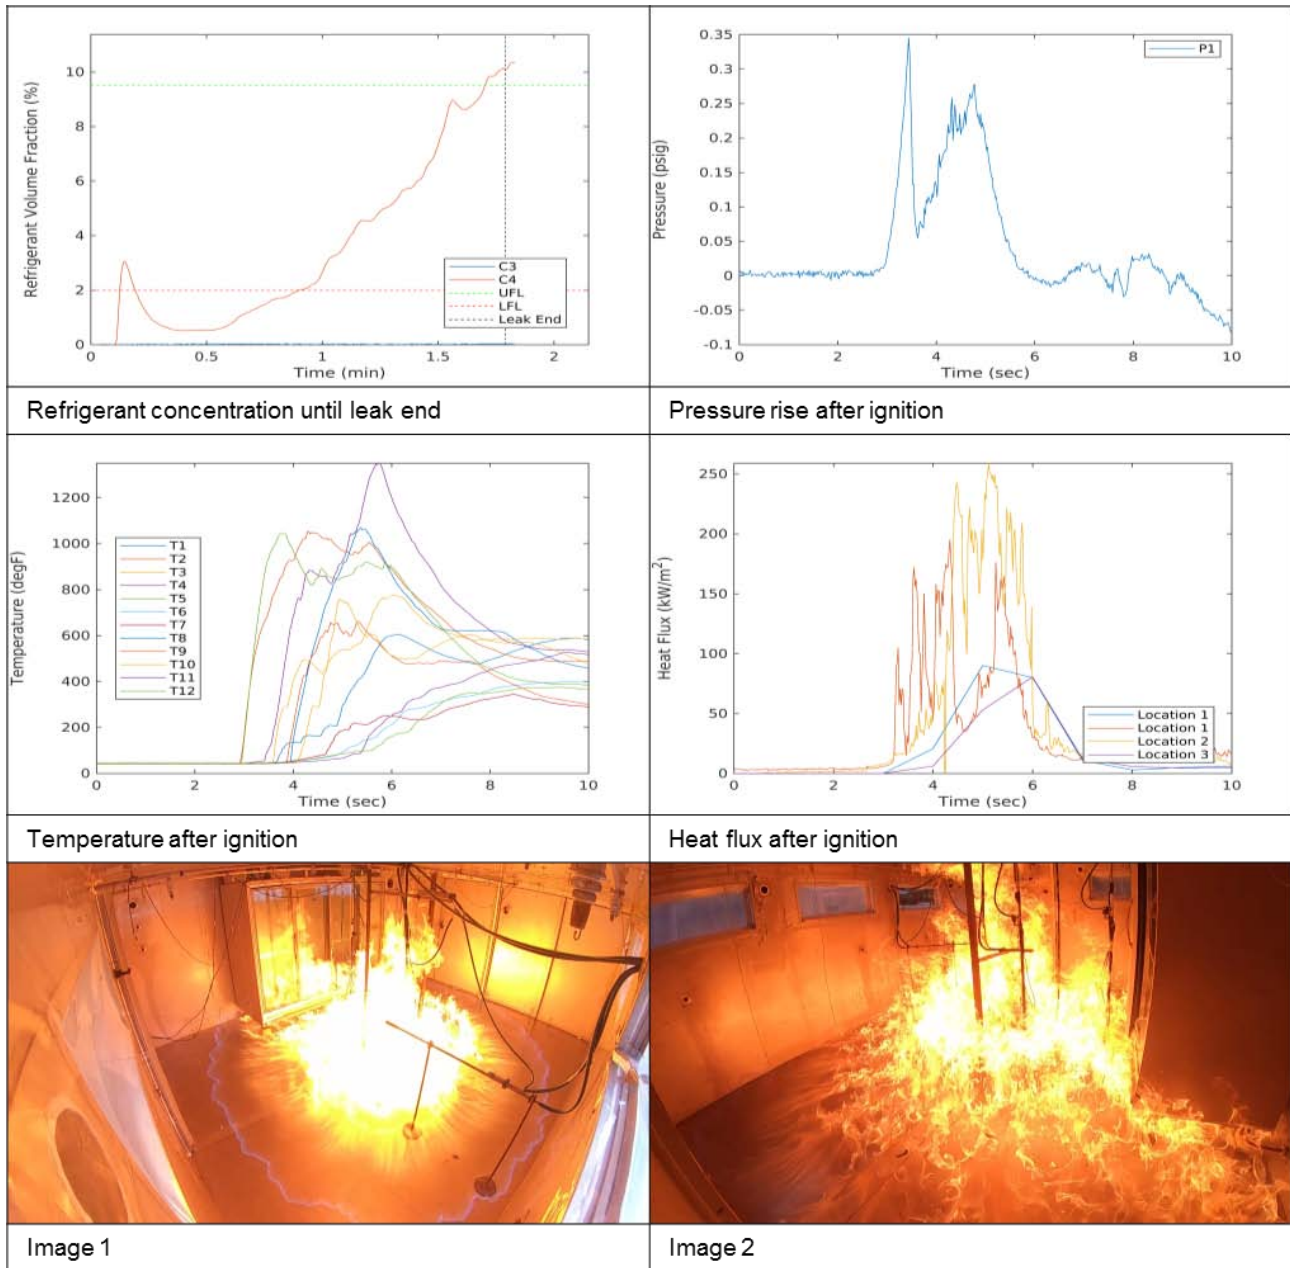 Refrigerant Volume Fraction (%)
10
8
6
4
2
0
0
0.5
1
1.5
2
Time (min)
C3
C4
UFL
LFL
Leak End
Refrigerant concentration until leak end
Pressure (psig)
0.35
0.3
0.25
0.2
0.15
0.1
0.05
0
-0.05
-0.1
0
2
4
6
8
10
Time (sec)
P1
Pressure rise after ignition
Temperature (degF)
1200
1000
800
600
400
200
0
0
2
4
6
8
10
Time (sec)
T1
T2
T3
T4
T5
T6
T7
T8
T9
T10
T11
T12
Temperature after ignition
Heat Flux (kW/m²)
250
200
150
100
50
0
0
2
4
6
8
10
Time (sec)
Location 1
Location 1
Location 2
Location 3
Heat flux after ignition
Image 1
Image 2